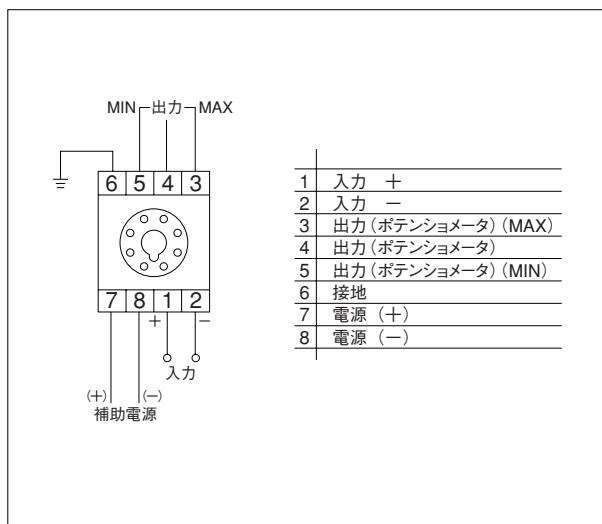 MIN 出力 MAX
6 5 4 3
7 8 1 2
+ −
入力
(+) (−)
補助電源
1 入力 +
2 入力 −
3 出力(ポテンショメータ)(MAX)
4 出力(ポテンショメータ)
5 出力(ポテンショメータ)(MIN)
6 接地
7 電源(+)
8 電源(−)